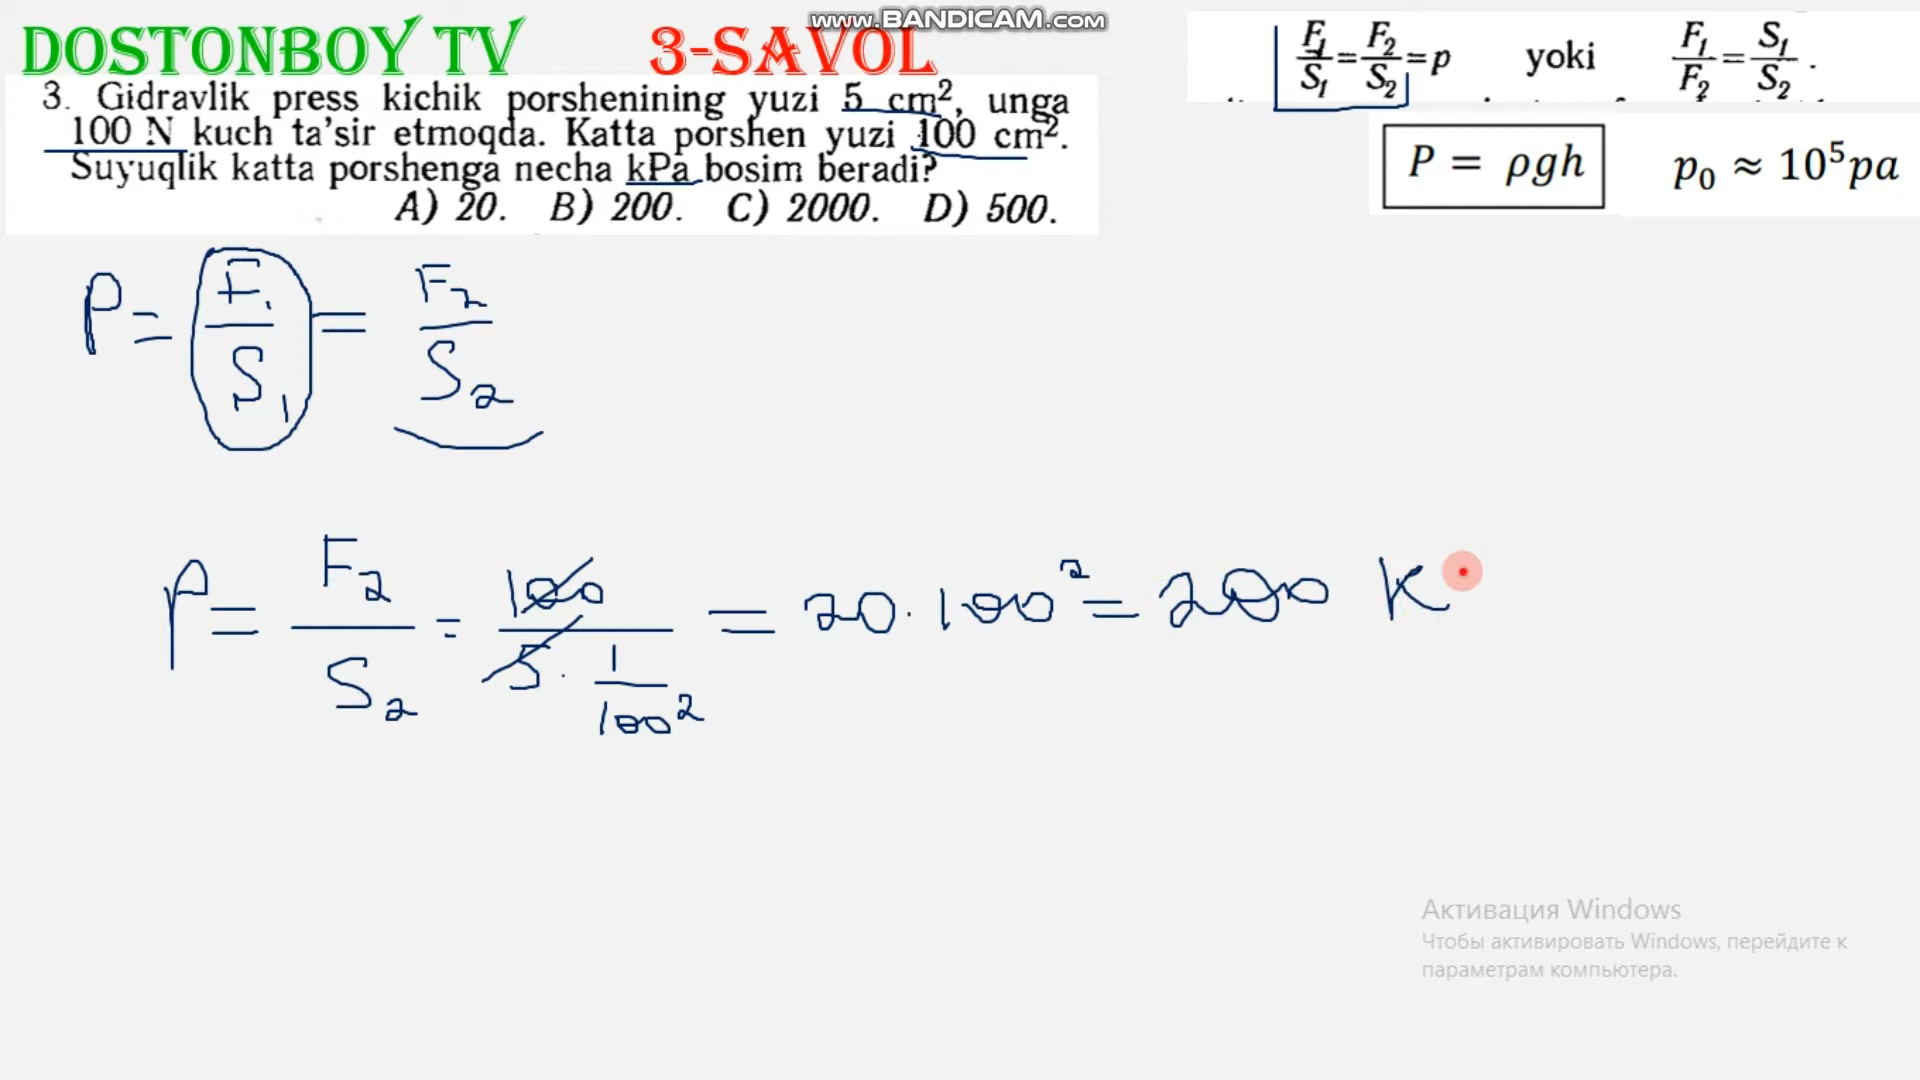 www.BANDICAM.com
DOSTONBOY TV 3-SAVOL
3. Gidravlik press kichik porshenining yuzi 5 cm², unga
100 N kuch ta'sir etmoqda. Katta porshen yuzi 100 cm².
Suyuqlik katta porshenga necha kPa bosim beradi?
A) 20. B) 200. C) 2000. D) 500.
F₁/S₁ = F₂/S₂ = p yoki F₁/F₂ = S₁/S₂ .
P = ρgh p₀ ≈ 10⁵pa
P = F₁/S₁ = F₂/S₂
P = F₂/S₂ = 100/(5 · 1/100²) = 20 · 100² = 200 K
Активация Windows
Чтобы активировать Windows, перейдите к
параметрам компьютера.